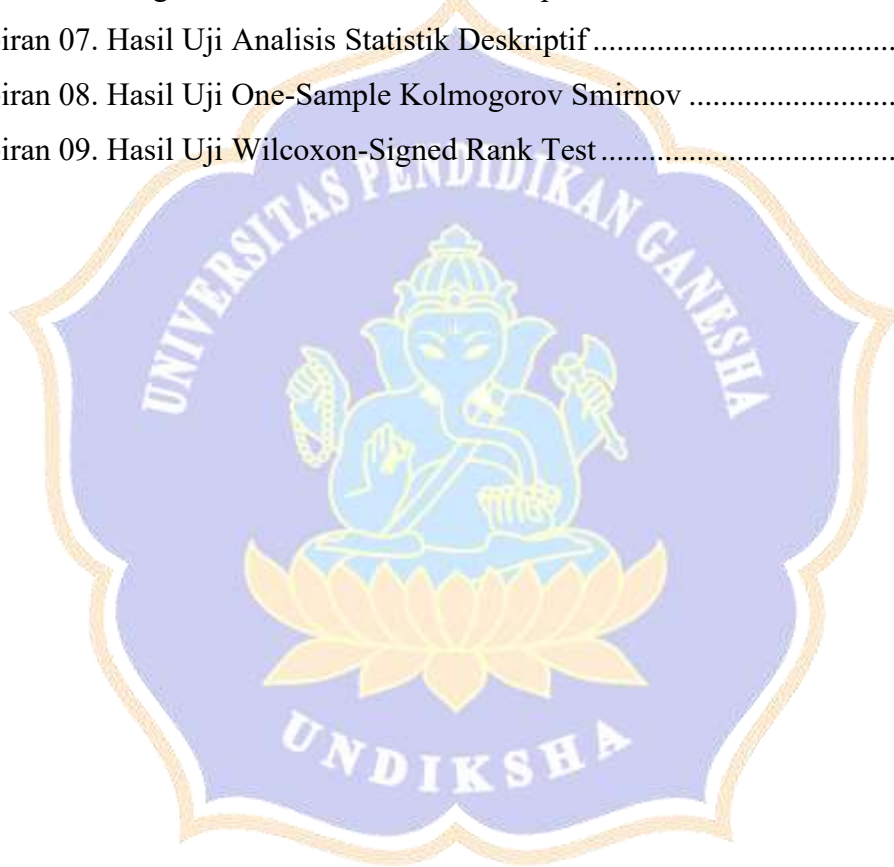 iran 07. Hasil Uji Analisis Statistik Deskriptif
iran 08. Hasil Uji One-Sample Kolmogorov Smirnov
iran 09. Hasil Uji Wilcoxon-Signed Rank Test
UNIVERSITAS PENDIDIKAN GANESHA
UNDIKSHA